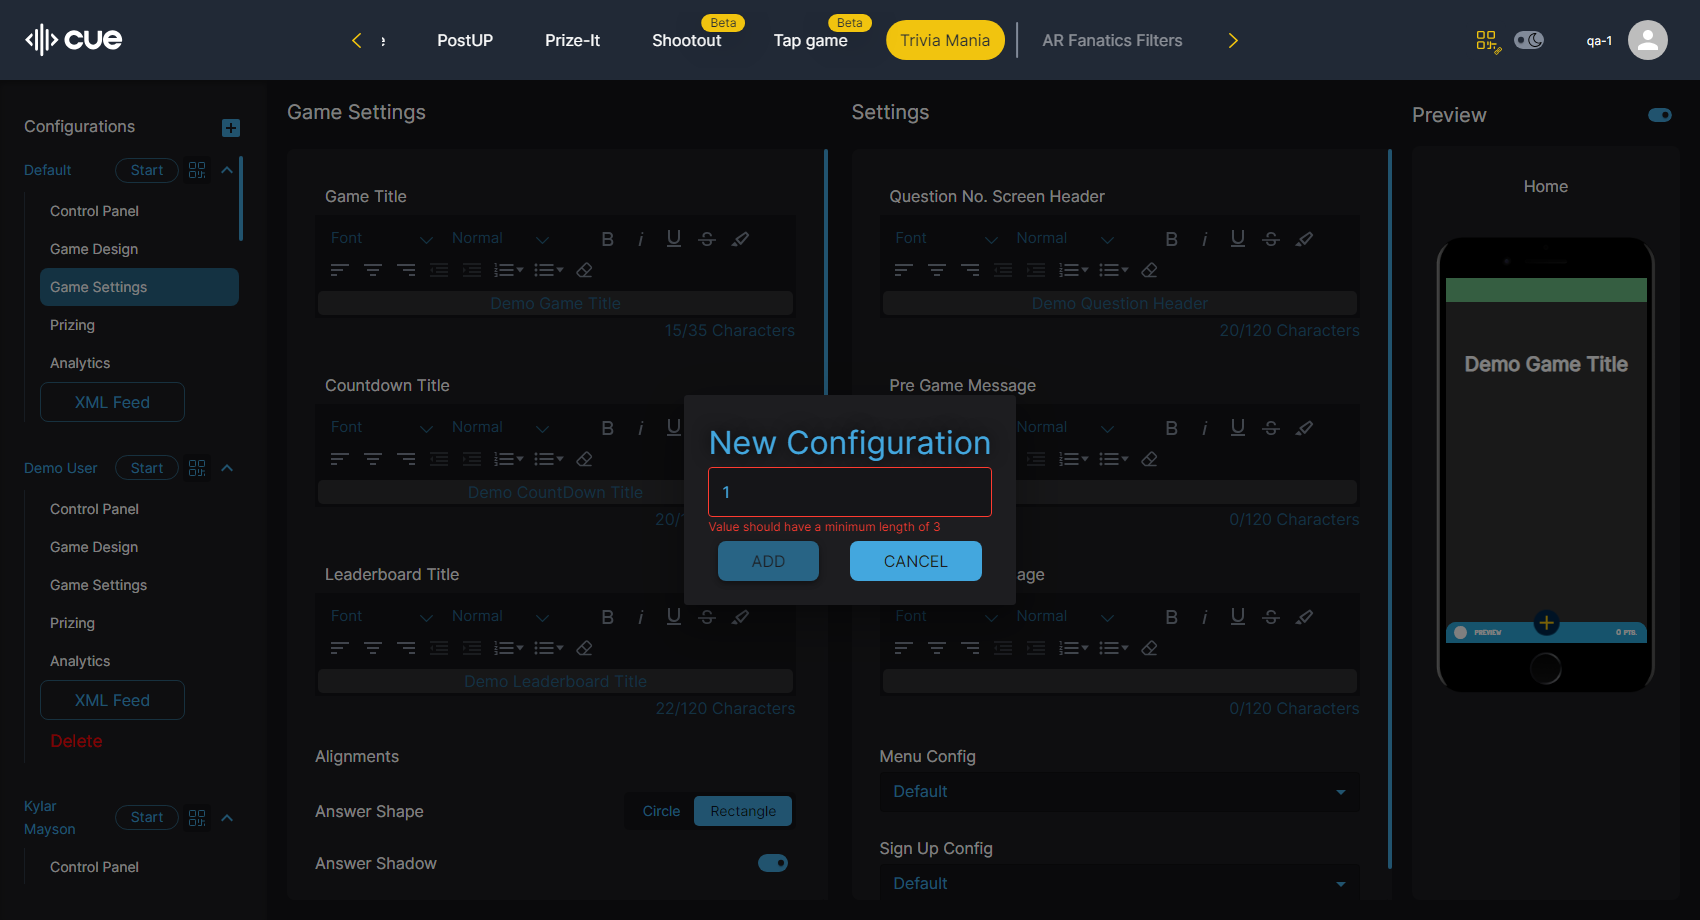 cue
PostUP
Prize-It
Shootout
Beta
Tap game
Beta
Trivia Mania
AR Fanatics Filters
qa-1
Configurations
Default
Start
Control Panel
Game Design
Game Settings
Prizing
Analytics
XML Feed
Demo User
Start
Control Panel
Game Design
Game Settings
Prizing
Analytics
XML Feed
Delete
Kylar
Mayson
Start
Control Panel
Game Settings
Game Title
Font
Normal
Demo Game Title
15/35 Characters
Countdown Title
Font
Normal
Demo CountDown Title
Leaderboard Title
Font
Normal
Demo Leaderboard Title
22/120 Characters
Alignments
Answer Shape
Circle
Rectangle
Answer Shadow
Settings
Question No. Screen Header
Font
Normal
Demo Question Header
20/120 Characters
Pre Game Message
Normal
0/120 Characters
Font
Normal
0/120 Characters
Menu Config
Default
Sign Up Config
Default
New Configuration
1
Value should have a minimum length of 3
ADD
CANCEL
Preview
Home
Demo Game Title
PREVIEW
0 PTS.